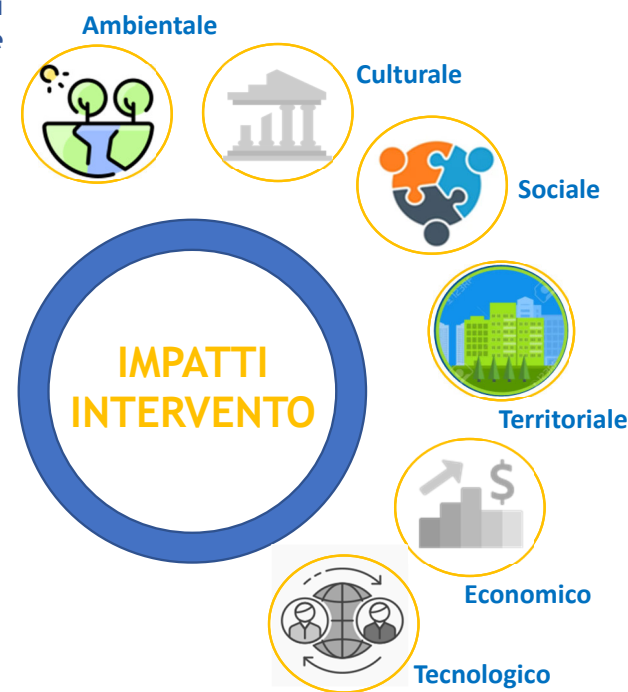 Ambientale
Culturale
Sociale
IMPATTI
INTERVENTO
Territoriale
$
Economico
Tecnologico